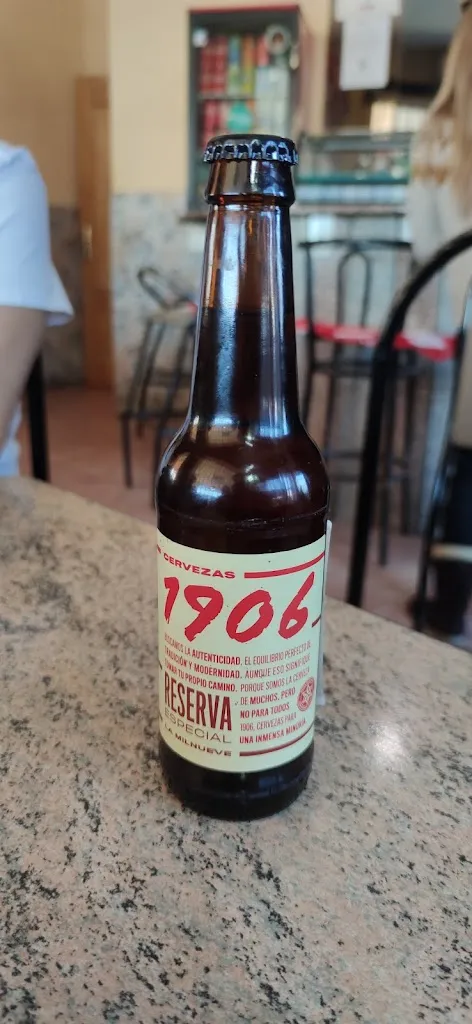 CERVEZAS
1906
BUSCAMOS LA AUTENTICIDAD, EL EQUILIBRIO PERFECTO DE
TRADICIÓN Y MODERNIDAD. AUNQUE ESO SIGNIFIQUE
TOMAR TU PROPIO CAMINO. PORQUE SOMOS LA CERVEZA
DE MUCHOS, PERO
NO PARA TODOS
1906, CERVEZAS PARA
UNA INMENSA MINORÍA.
RESERVA
ESPECIAL
LA MILNUEVE